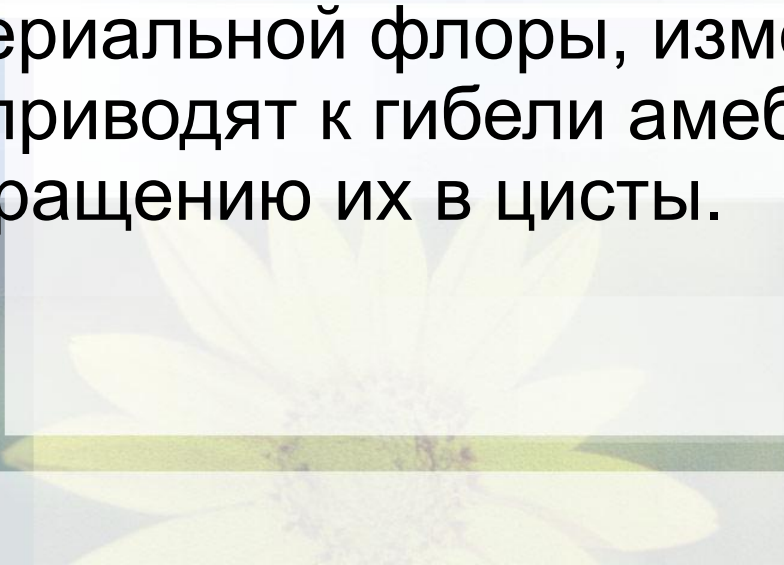 ериальной флоры, изме
приводят к гибели амеб
ращению их в цисты.